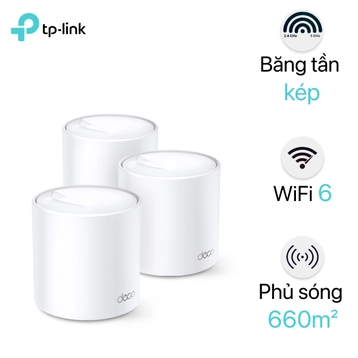 tp-link
2.4 GHz 5 GHz
Băng tần
kép
WiFi 6
Phủ sóng
660m²
deco
deco